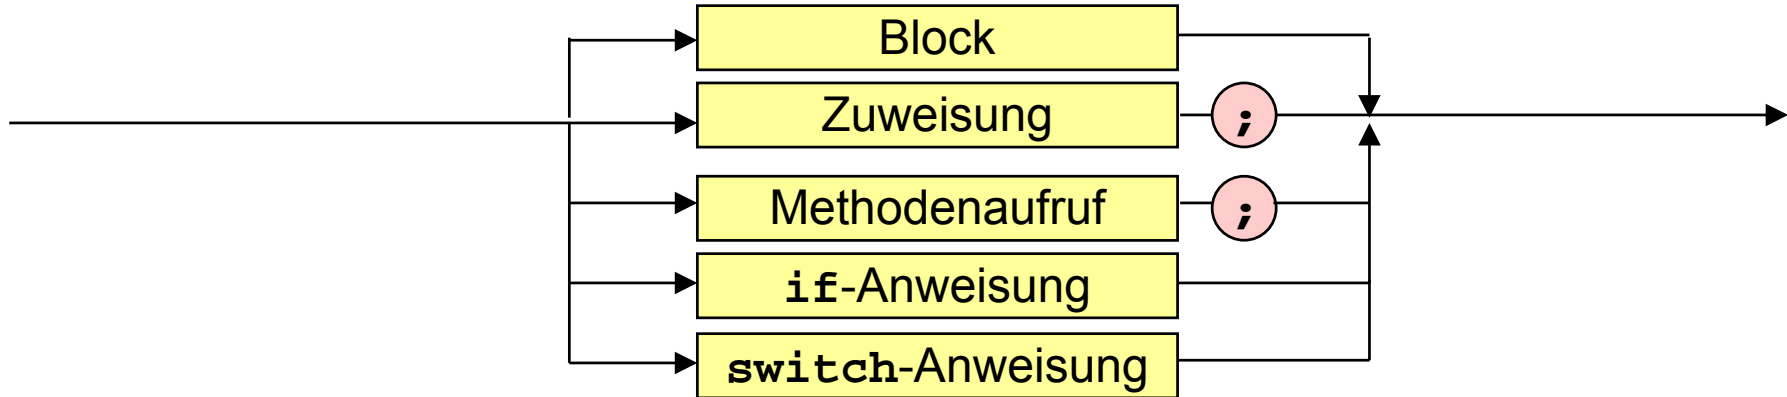 Block
Zuweisung ;
Methodenaufruf ;
if-Anweisung
switch-Anweisung